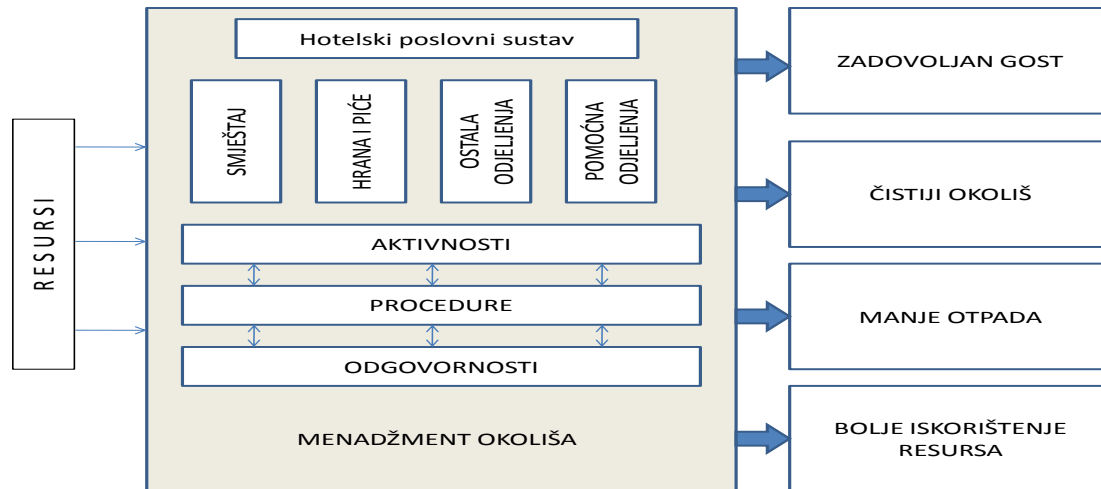 RESURSI
Hotelski poslovni sustav
SMJEŠTAJ
HRANA I PIĆE
OSTALA
ODJELJENJA
POMOĆNA
ODJELJENJA
AKTIVNOSTI
PROCEDURE
ODGOVORNOSTI
MENADŽMENT OKOLIŠA
ZADOVOLJAN GOST
ČISTIJI OKOLIŠ
MANJE OTPADA
BOLJE ISKORIŠTENJE
RESURSA